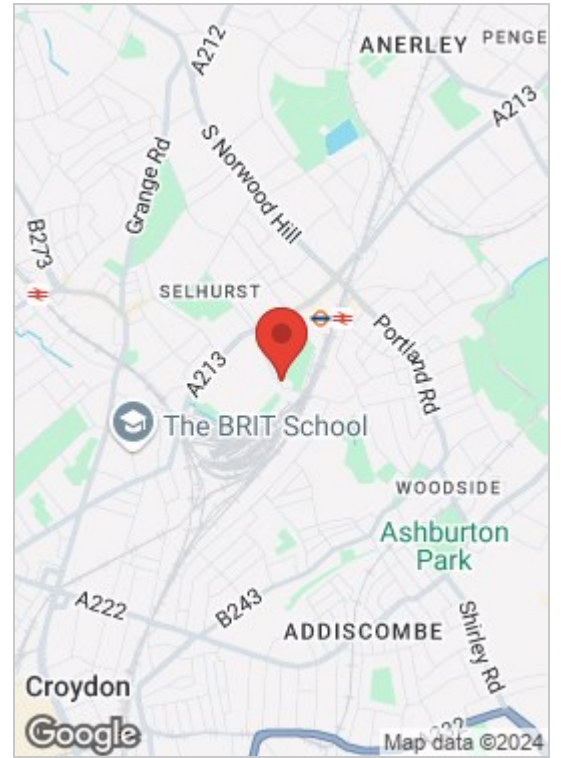 A212
ANERLEY
PENGE
A213
Grange Rd
S Norwood Hill
B273
SELHURST
Portland Rd
A213
The BRIT School
WOODSIDE
Ashburton
Park
A222
B243
ADDISCOMBE
Shirley Rd
Croydon
A232
Google
Map data ©2024